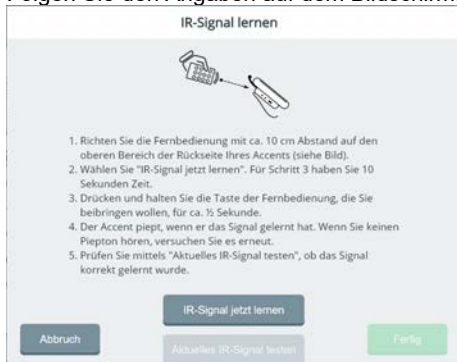 Folgen Sie den Angaben auf dem Bildschirm
IR-Signal lernen
1. Richten Sie die Fernbedienung mit ca. 10 cm Abstand auf den
oberen Bereich der Rückseite Ihres Accents (siehe Bild).
2. Wählen Sie "IR-Signal jetzt lernen". Für Schritt 3 haben Sie 10
Sekunden Zeit.
3. Drücken und halten Sie die Taste der Fernbedienung, die Sie
beibringen wollen, für ca. ½ Sekunde.
4. Der Accent piept, wenn er das Signal gelernt hat. Wenn Sie keinen
Piepton hören, versuchen Sie es erneut.
5. Prüfen Sie mittels "Aktuelles IR-Signal testen", ob das Signal
korrekt gelernt wurde.
IR-Signal jetzt lernen
Abbruch
Aktuelles IR-Signal testen
Fertig